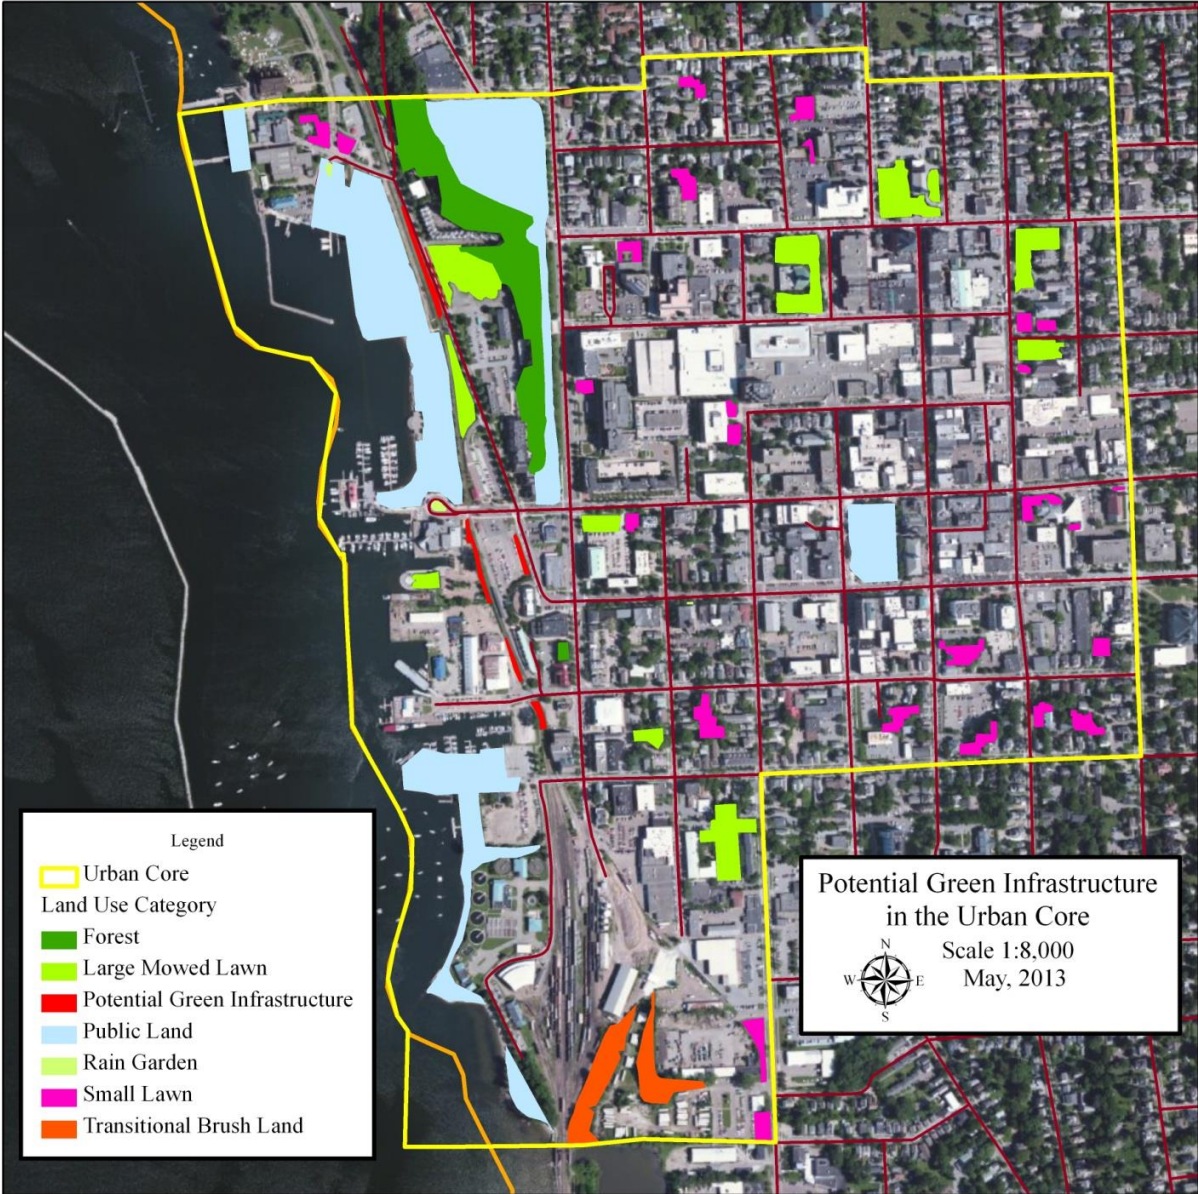 Legend
Urban Core
Land Use Category
Forest
Large Mowed Lawn
Potential Green Infrastructure
Public Land
Rain Garden
Small Lawn
Transitional Brush Land
Potential Green Infrastructure
in the Urban Core
Scale 1:8,000
May, 2013
N
W E
S